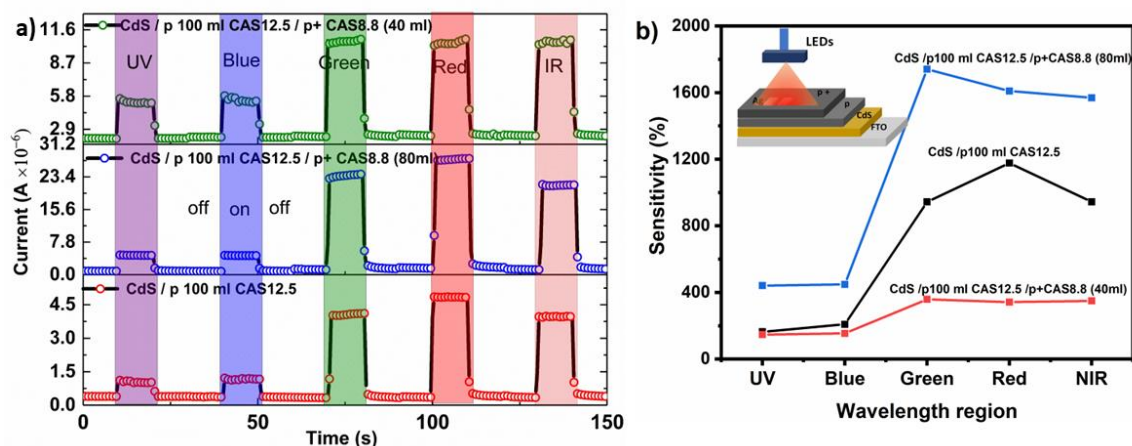 a)
CdS / p 100 ml CAS12.5 / p+ CAS8.8 (40 ml)
UV
Blue
Green
Red
IR
11.6
8.7
5.8
2.9
31.2
CdS / p 100 ml CAS12.5 / p+ CAS8.8 (80ml)
off
on
off
23.4
15.6
7.8
0.0
CdS / p 100 ml CAS12.5
4.5
3.0
1.5
0.0
0
50
100
150
Current (A ×10⁻⁶)
Time (s)
b)
2000
1600
1200
800
400
0
LEDs
p +
p
CdS
FTO
CdS /p100 ml CAS12.5 /p+CAS8.8 (80ml)
CdS /p100 ml CAS12.5
CdS /p100 ml CAS12.5 /p+CAS8.8 (40ml)
UV
Blue
Green
Red
NIR
Sensitivity (%)
Wavelength region